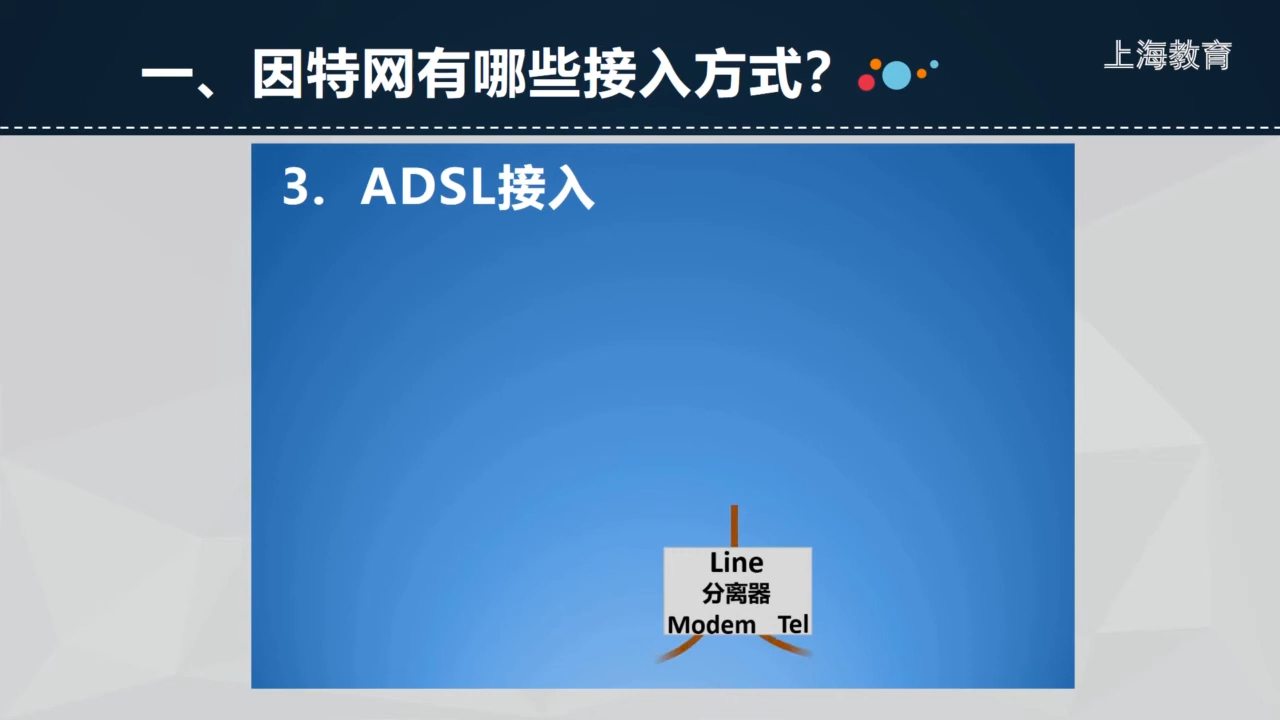 一、因特网有哪些接入方式？
上海教育
3．ADSL接入
Line
分离器
Modem Tel